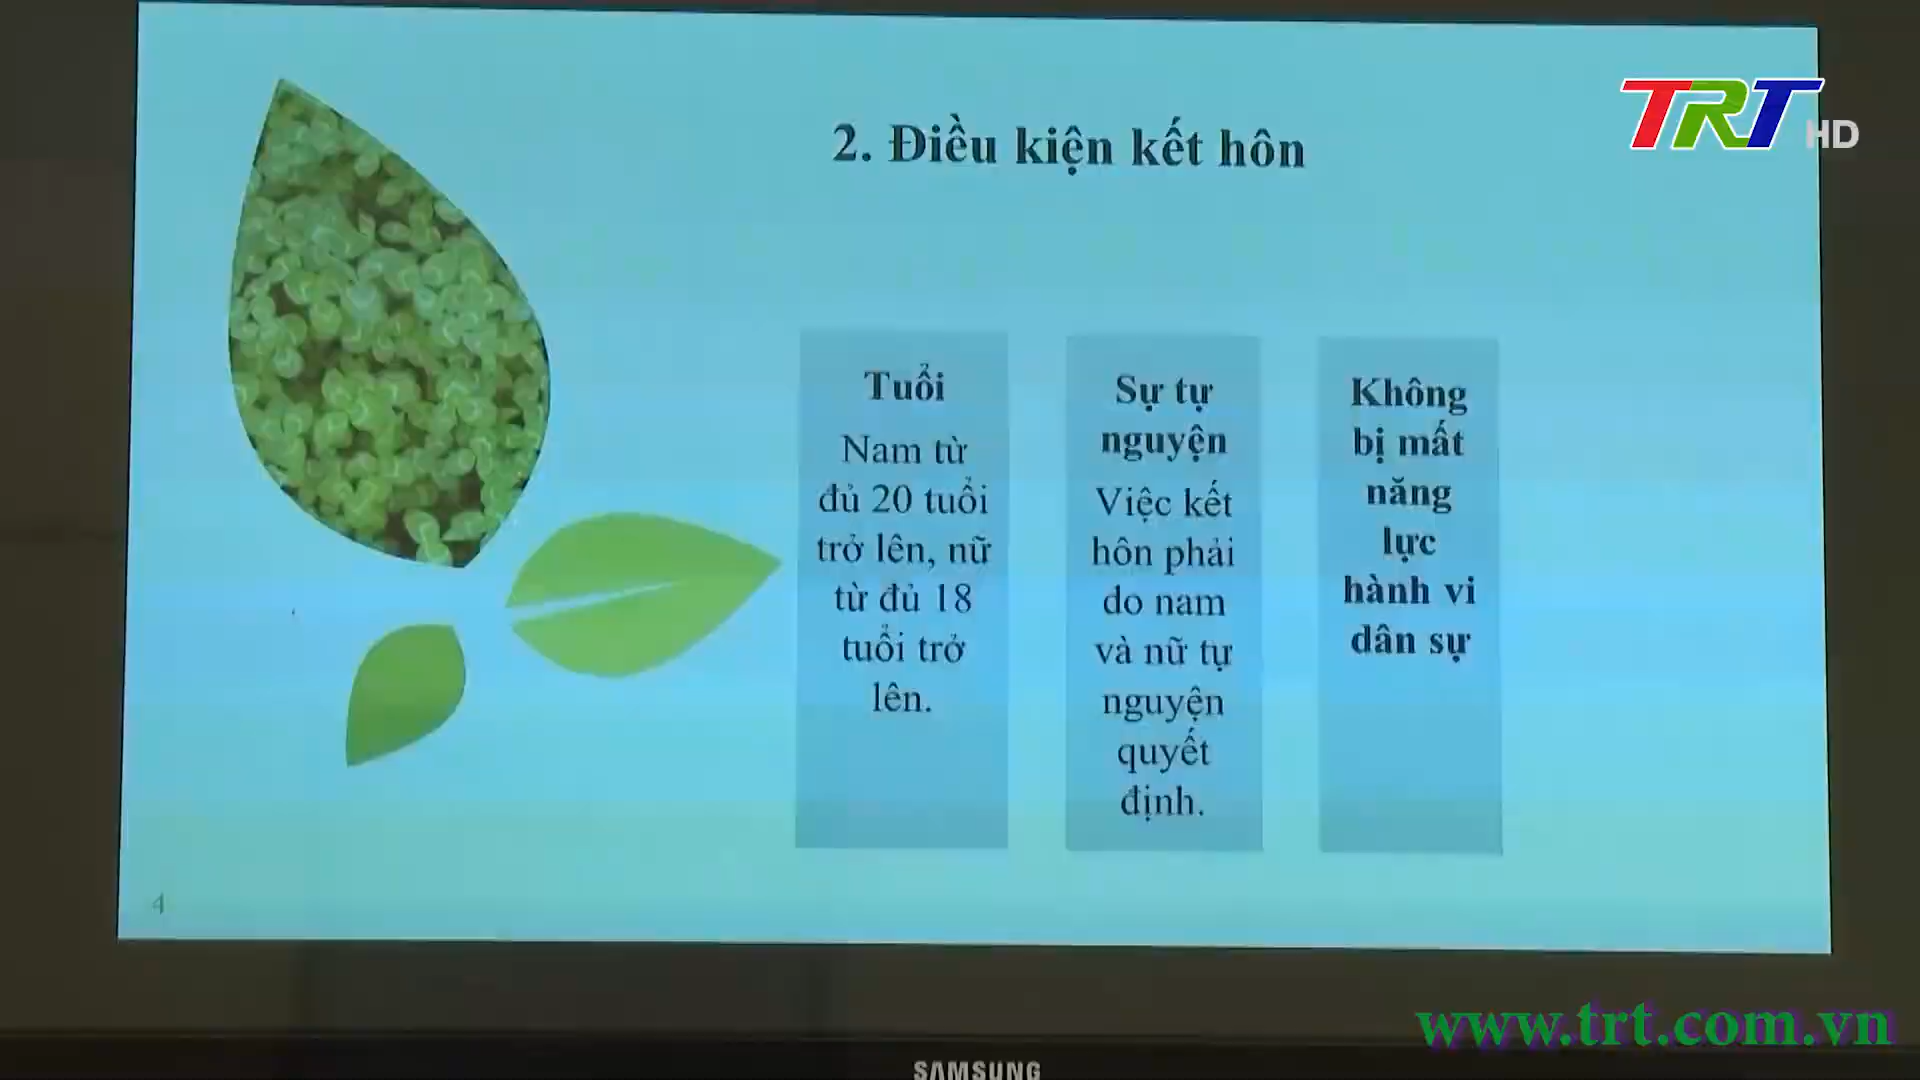 TRT HD
2. Điều kiện kết hôn
Tuổi
Nam từ
đủ 20 tuổi
trở lên, nữ
từ đủ 18
tuổi trở
lên.
Sự tự
nguyện
Việc kết
hôn phải
do nam
và nữ tự
nguyện
quyết
định.
Không
bị mất
năng
lực
hành vi
dân sự
4
www.trt.com.vn
SAMSUNG